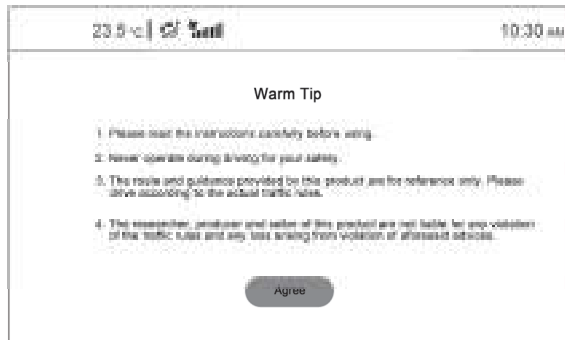 23.5 °C
10:30 AM
Warm Tip
1. Please read the instructions carefully before using.
2. Never operate during driving for your safety.
3. The route and guidance provided by this product are for reference only. Please
drive according to the actual traffic rules.
4. The researcher, producer and seller of this product are not liable for any violation
of the traffic rules and any loss arising from violation of aforesaid advices.
Agree